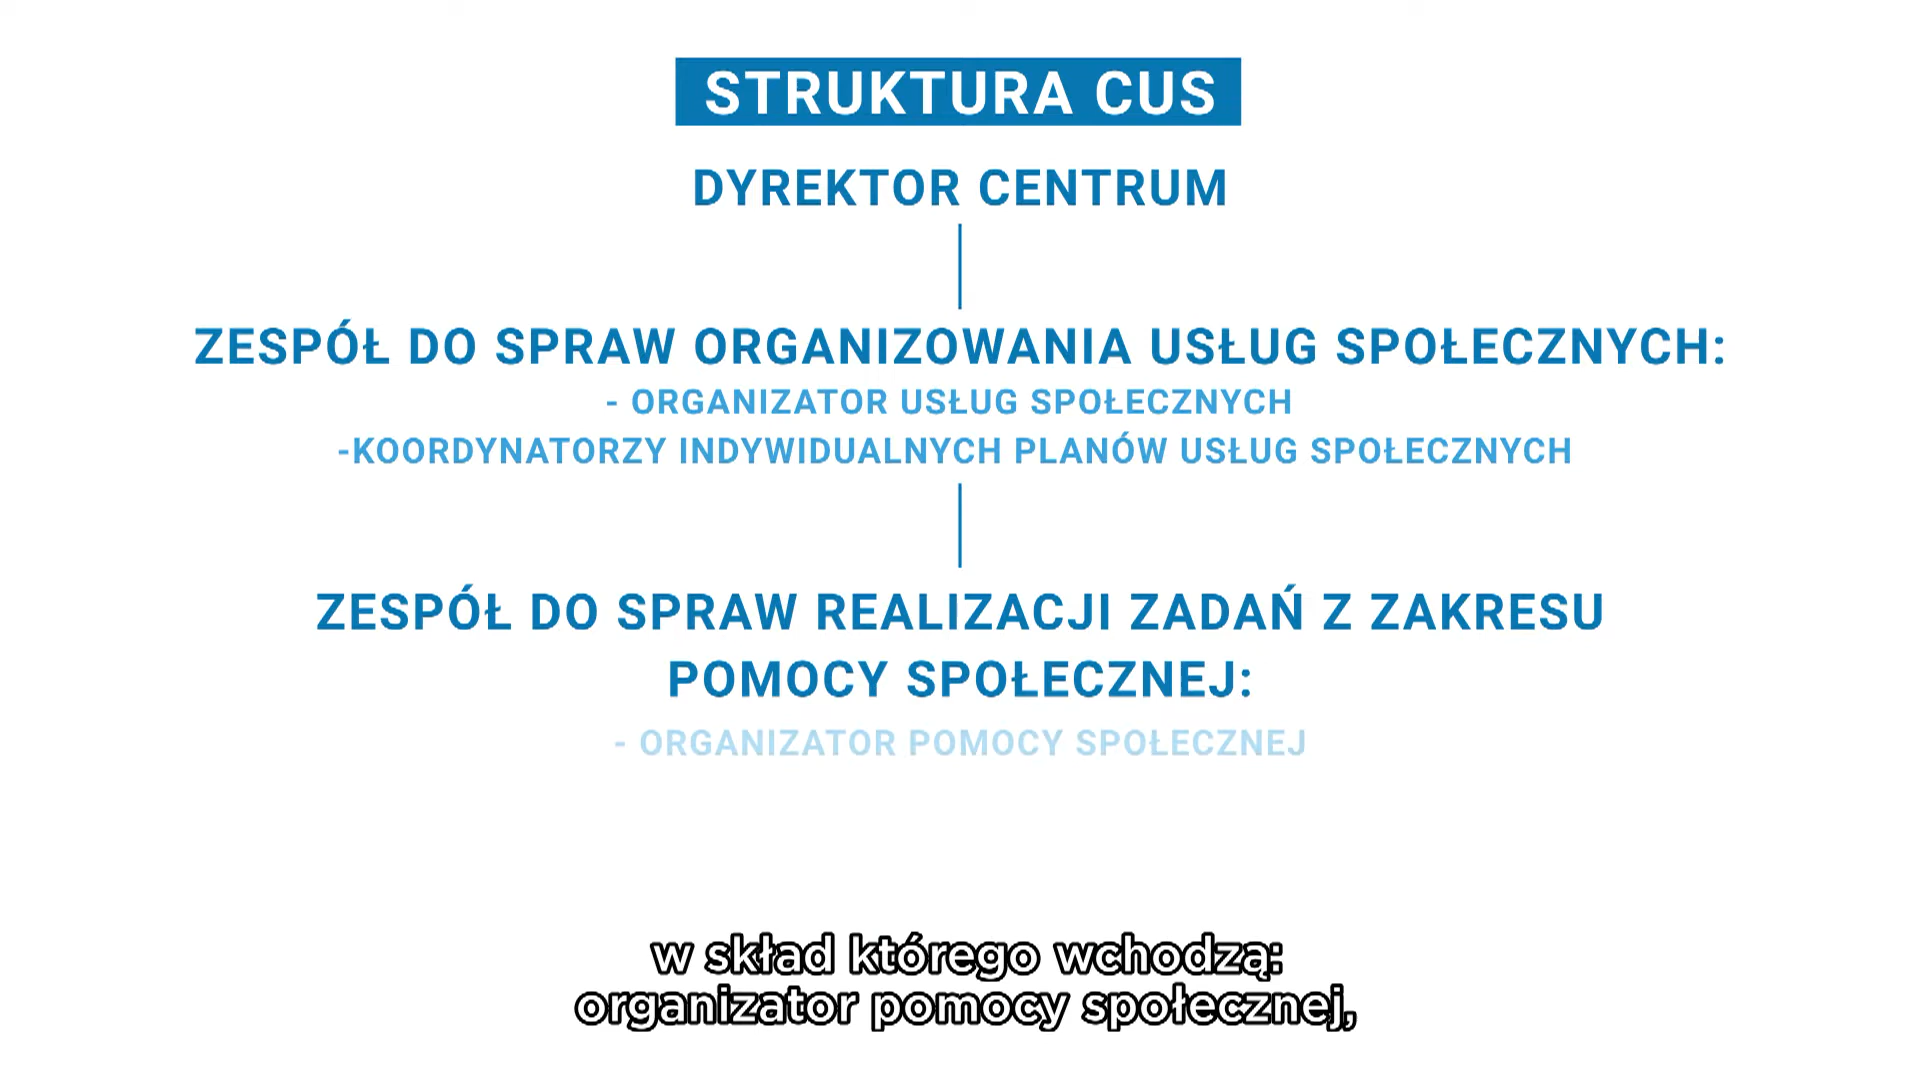 STRUKTURA CUS
DYREKTOR CENTRUM
ZESPÓŁ DO SPRAW ORGANIZOWANIA USŁUG SPOŁECZNYCH:
- ORGANIZATOR USŁUG SPOŁECZNYCH
-KOORDYNATORZY INDYWIDUALNYCH PLANÓW USŁUG SPOŁECZNYCH
ZESPÓŁ DO SPRAW REALIZACJI ZADAŃ Z ZAKRESU
POMOCY SPOŁECZNEJ:
- ORGANIZATOR POMOCY SPOŁECZNEJ
w skład którego wchodzą:
organizator pomocy społecznej,